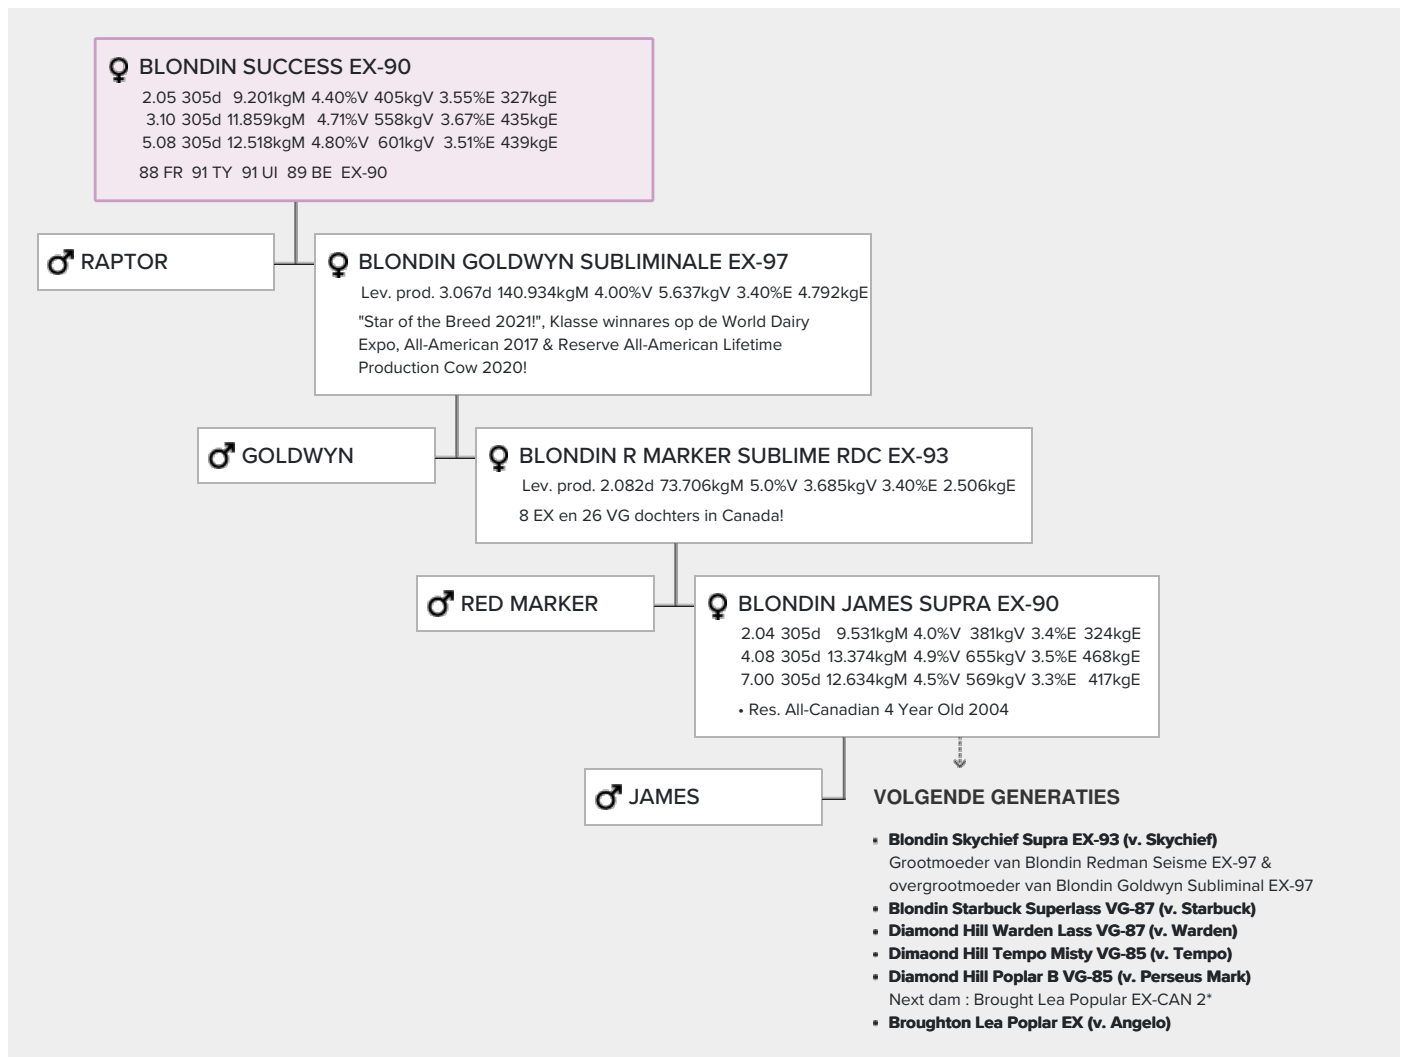 BLONDIN SUCCESS EX-90
2.05 305d 9.201kgM 4.40%V 405kgV 3.55%E 327kgE
3.10 305d 11.859kgM 4.71%V 558kgV 3.67%E 435kgE
5.08 305d 12.518kgM 4.80%V 601kgV 3.51%E 439kgE
88 FR 91 TY 91 UI 89 BE EX-90
RAPTOR
BLONDIN GOLDWYN SUBLIMINALE EX-97
Lev. prod. 3.067d 140.934kgM 4.00%V 5.637kgV 3.40%E 4.792kgE
"Star of the Breed 2021!", Klasse winnares op de World Dairy
Expo, All-American 2017 & Reserve All-American Lifetime
Production Cow 2020!
GOLDWYN
BLONDIN R MARKER SUBLIME RDC EX-93
Lev. prod. 2.082d 73.706kgM 5.0%V 3.685kgV 3.40%E 2.506kgE
8 EX en 26 VG dochters in Canada!
RED MARKER
BLONDIN JAMES SUPRA EX-90
2.04 305d 9.531kgM 4.0%V 381kgV 3.4%E 324kgE
4.08 305d 13.374kgM 4.9%V 655kgV 3.5%E 468kgE
7.00 305d 12.634kgM 4.5%V 569kgV 3.3%E 417kgE
• Res. All-Canadian 4 Year Old 2004
JAMES
VOLGENDE GENERATIES
• Blondin Skychief Supra EX-93 (v. Skychief)
Grootmoeder van Blondin Redman Seisme EX-97 &
overgrootmoeder van Blondin Goldwyn Subliminal EX-97
• Blondin Starbuck Superlass VG-87 (v. Starbuck)
• Diamond Hill Warden Lass VG-87 (v. Warden)
• Dimaond Hill Tempo Misty VG-85 (v. Tempo)
• Diamond Hill Poplar B VG-85 (v. Perseus Mark)
Next dam : Brought Lea Popular EX-CAN 2*
• Broughton Lea Poplar EX (v. Angelo)